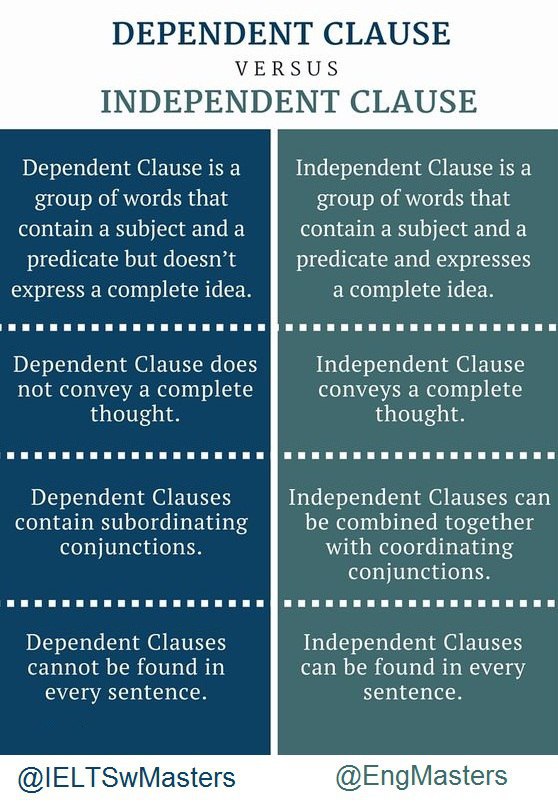 DEPENDENT CLAUSE
VERSUS
INDEPENDENT CLAUSE
Dependent Clause is a
group of words that
contain a subject and a
predicate but doesn’t
express a complete idea.
Independent Clause is a
group of words that
contain a subject and a
predicate and expresses
a complete idea.
Dependent Clause does
not convey a complete
thought.
Independent Clause
conveys a complete
thought.
Dependent Clauses
contain subordinating
conjunctions.
Independent Clauses can
be combined together
with coordinating
conjunctions.
Dependent Clauses
cannot be found in
every sentence.
Independent Clauses
can be found in every
sentence.
@IELTSwMasters
@EngMasters